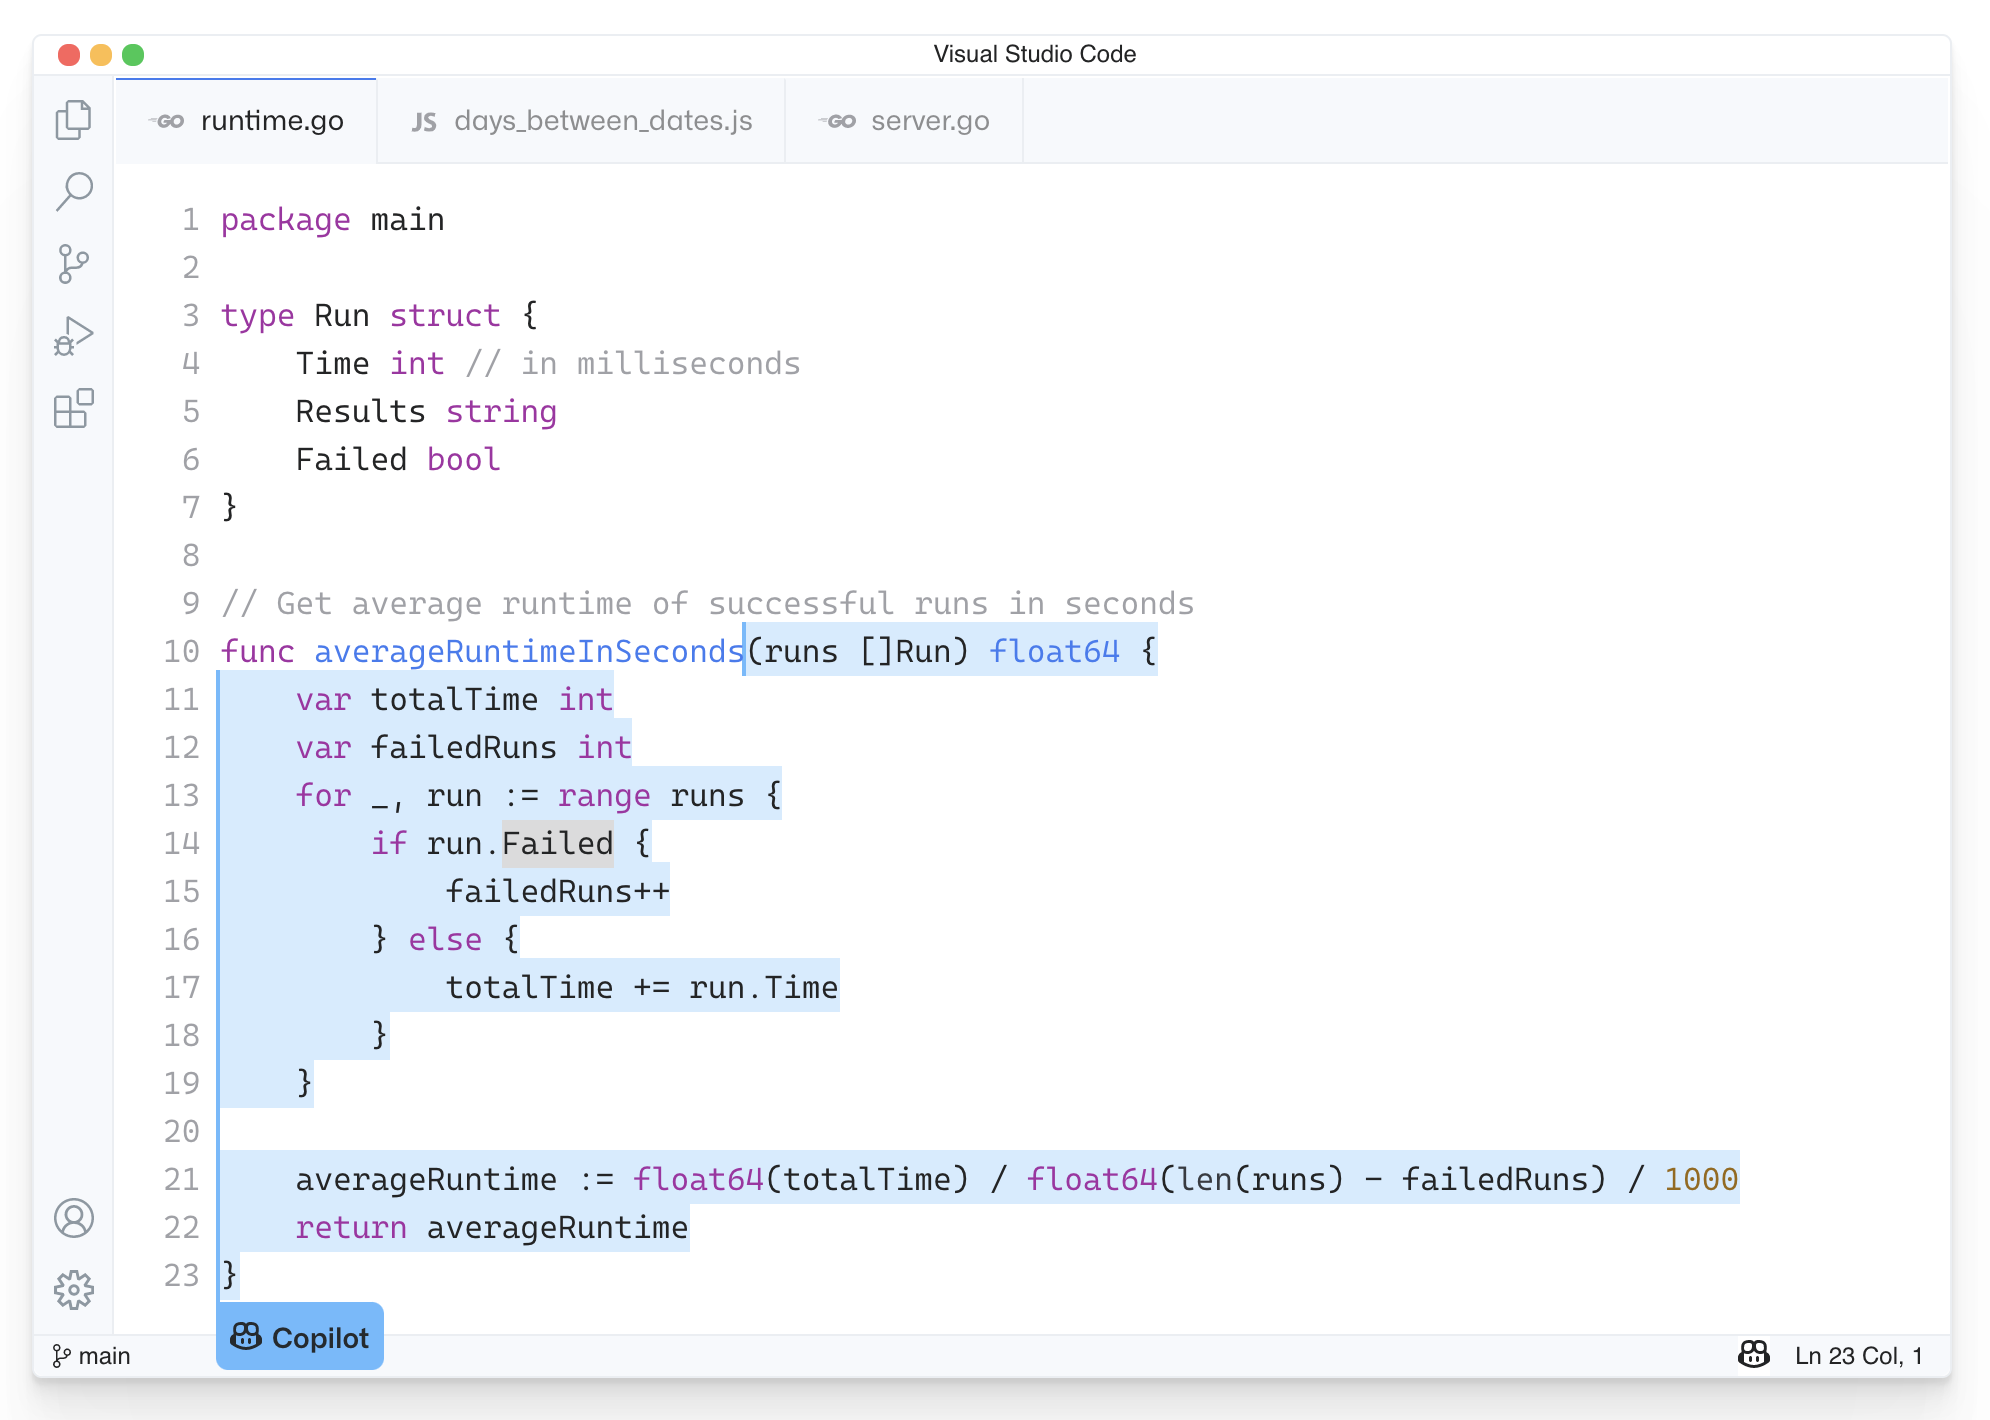 Visual Studio Code
GO runtime.go JS days_between_dates.js GO server.go
1 package main
2
3 type Run struct {
4     Time int // in milliseconds
5     Results string
6     Failed bool
7 }
8
9 // Get average runtime of successful runs in seconds
10 func averageRuntimeInSeconds(runs []Run) float64 {
11     var totalTime int
12     var failedRuns int
13     for _, run := range runs {
14         if run.Failed {
15             failedRuns++
16         } else {
17             totalTime += run.Time
18         }
19     }
20
21     averageRuntime := float64(totalTime) / float64(len(runs) - failedRuns) / 1000
22     return averageRuntime
23 }
Copilot
main Ln 23 Col, 1